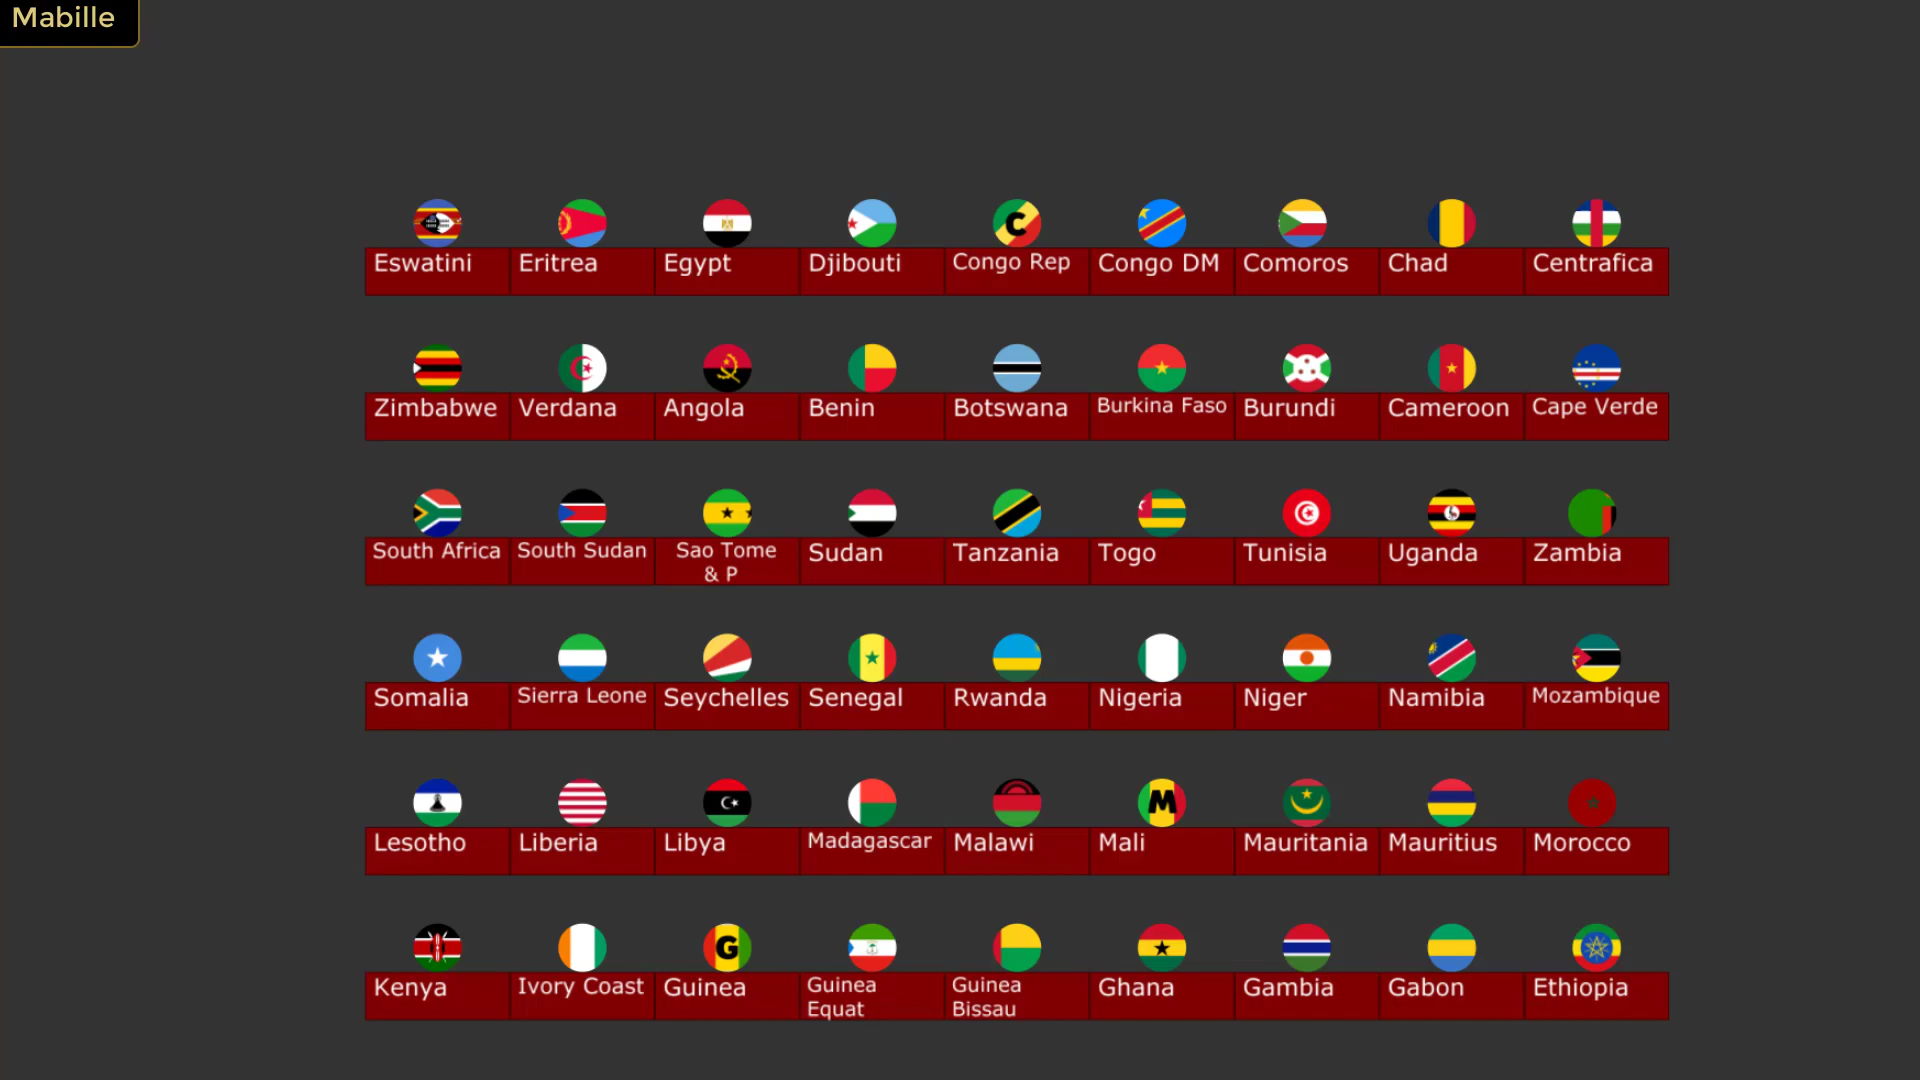 Mabille
Eswatini Eritrea Egypt Djibouti Congo Rep Congo DM Comoros Chad Centrafica
Zimbabwe Verdana Angola Benin Botswana Burkina Faso Burundi Cameroon Cape Verde
South Africa South Sudan Sao Tome & P Sudan Tanzania Togo Tunisia Uganda Zambia
Somalia Sierra Leone Seychelles Senegal Rwanda Nigeria Niger Namibia Mozambique
M
Lesotho Liberia Libya Madagascar Malawi Mali Mauritania Mauritius Morocco
G
Kenya Ivory Coast Guinea Guinea Equat Guinea Bissau Ghana Gambia Gabon Ethiopia